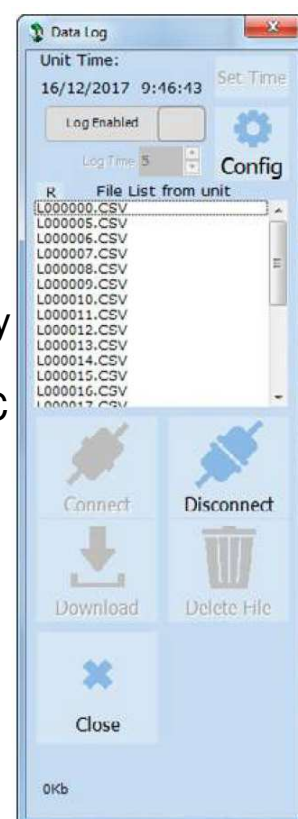 Data Log
Unit Time:
16/12/2017 9:46:43 Set Time
Log Enabled
Log Time 5
Config
R File List from unit
L000000.CSV
L000005.CSV
L000006.CSV
L000007.CSV
L000008.CSV
L000009.CSV
L000010.CSV
L000011.CSV
L000012.CSV
L000013.CSV
L000014.CSV
L000015.CSV
L000016.CSV
L000017.CSV
Connect Disconnect
Download Delete File
Close
0Kb